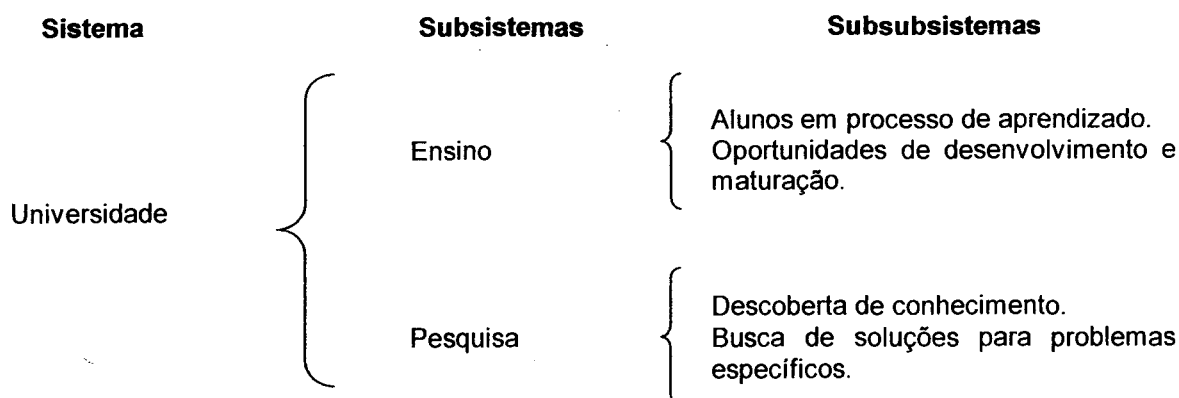 Sistema Subsistemas Subsubsistemas
Alunos em processo de aprendizado.
Ensino
Oportunidades de desenvolvimento e
maturação.
Universidade
Descoberta de conhecimento.
Pesquisa
Busca de soluções para problemas
específicos.